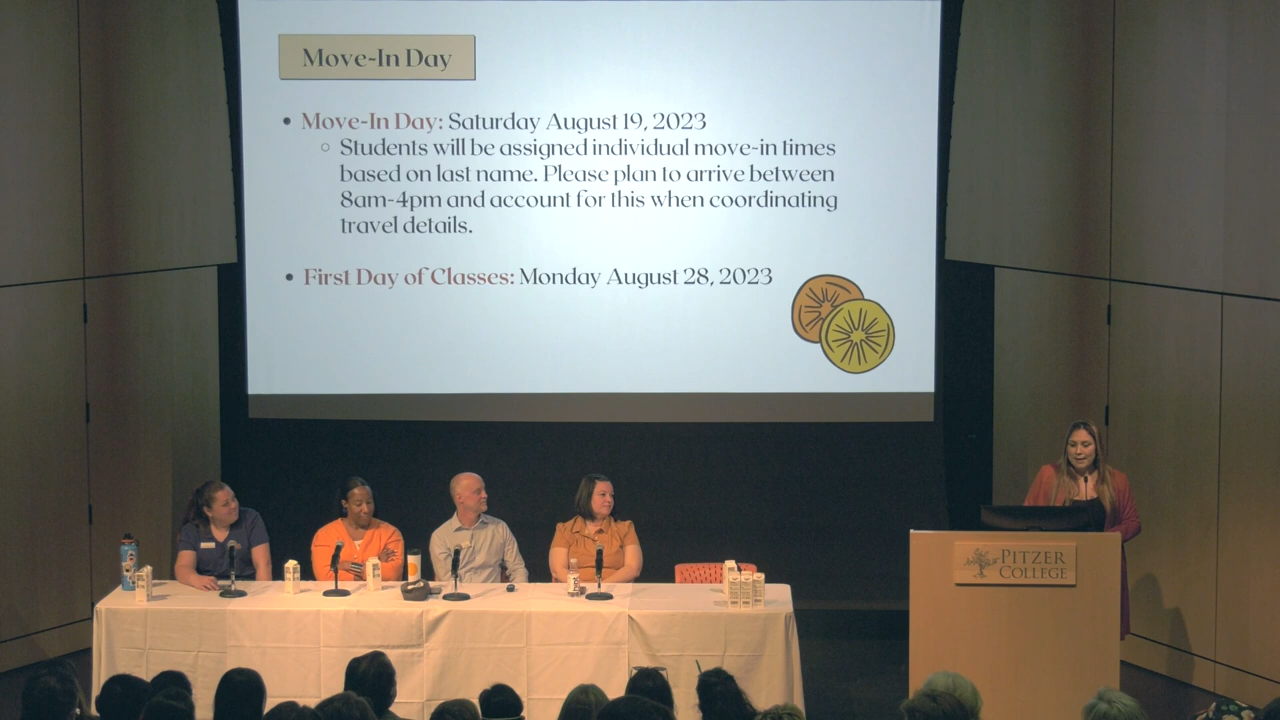 Move-In Day
• Move-In Day: Saturday August 19, 2023
○ Students will be assigned individual move-in times
based on last name. Please plan to arrive between
8am-4pm and account for this when coordinating
travel details.
• First Day of Classes: Monday August 28, 2023
PITZER
COLLEGE